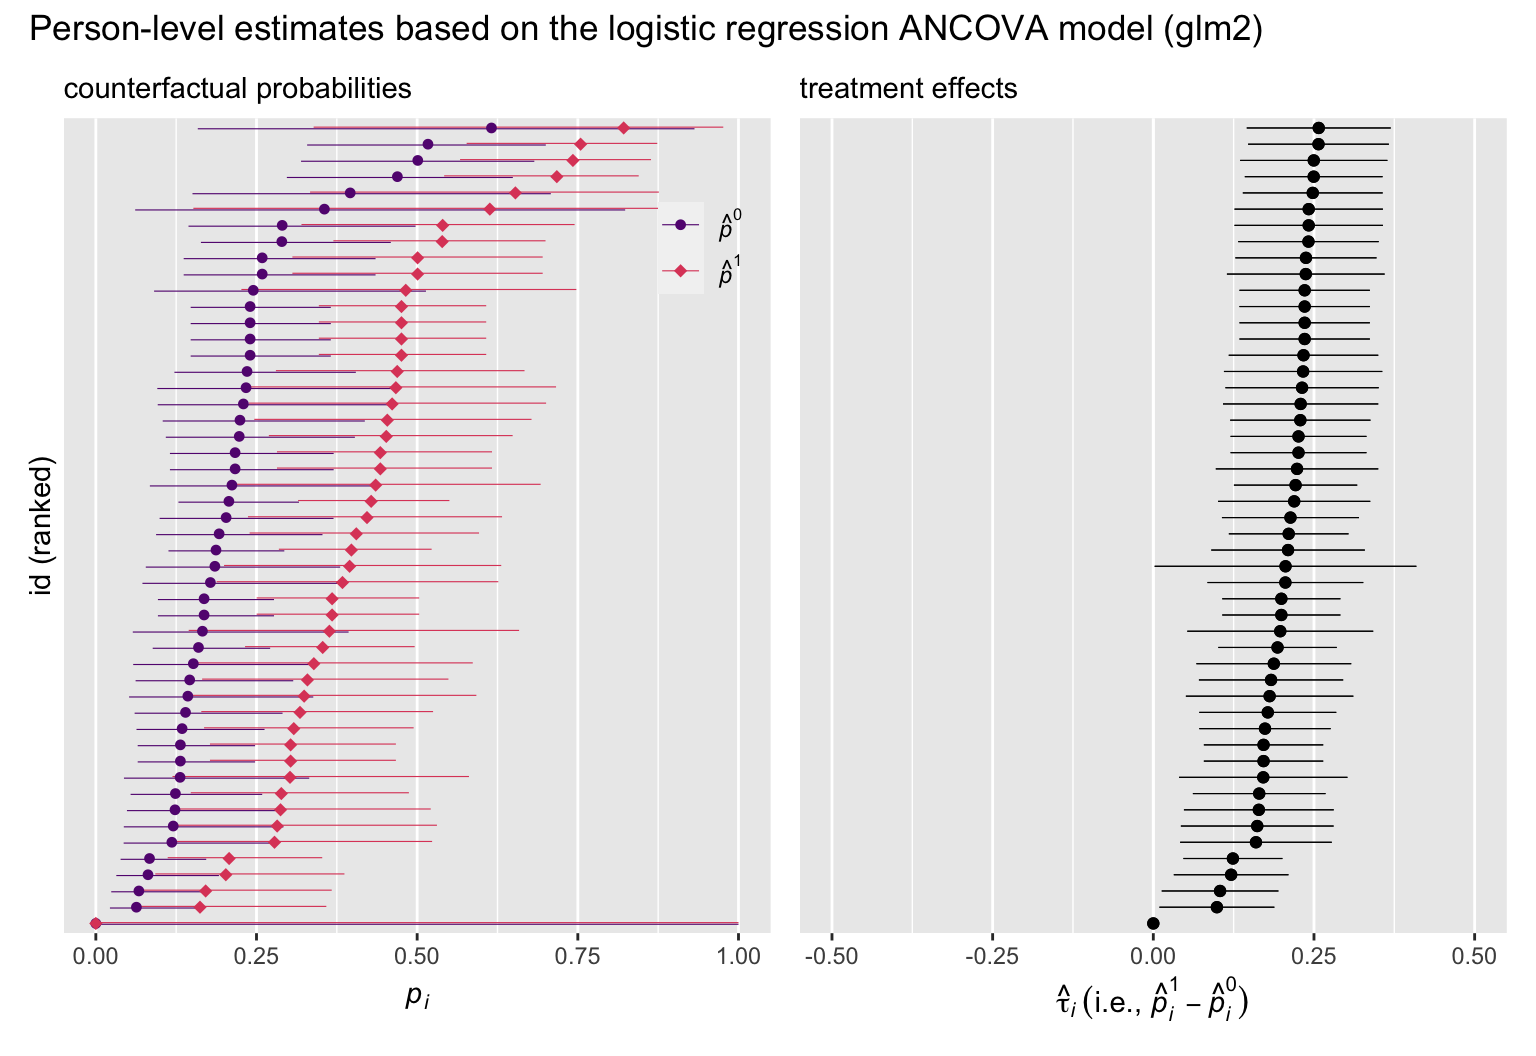 Person-level estimates based on the logistic regression ANCOVA model (glm2)
counterfactual probabilities
treatment effects
id (ranked)
p̂⁰
p̂¹
0.00 0.25 0.50 0.75 1.00
-0.50 -0.25 0.00 0.25 0.50
pᵢ
τ̂ᵢ (i.e., p̂ᵢ¹ − p̂ᵢ⁰)